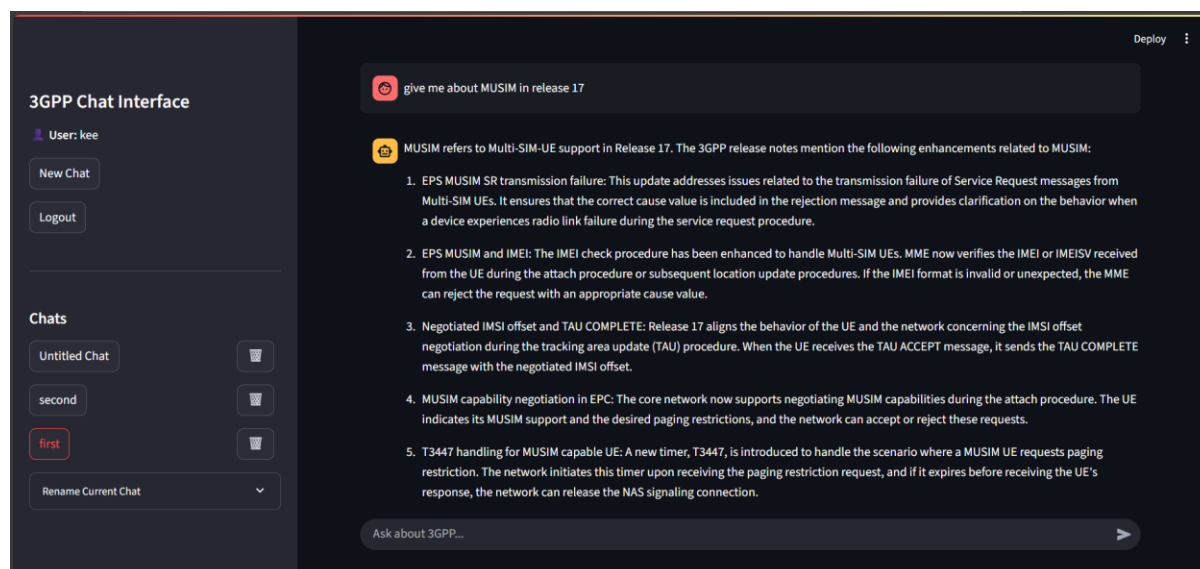 Deploy
3GPP Chat Interface
User: kee
New Chat
Logout
Chats
Untitled Chat
second
first
Rename Current Chat
give me about MUSIM in release 17
MUSIM refers to Multi-SIM-UE support in Release 17. The 3GPP release notes mention the following enhancements related to MUSIM:
1. EPS MUSIM SR transmission failure: This update addresses issues related to the transmission failure of Service Request messages from
Multi-SIM UEs. It ensures that the correct cause value is included in the rejection message and provides clarification on the behavior when
a device experiences radio link failure during the service request procedure.
2. EPS MUSIM and IMEI: The IMEI check procedure has been enhanced to handle Multi-SIM UEs. MME now verifies the IMEI or IMEISV received
from the UE during the attach procedure or subsequent location update procedures. If the IMEI format is invalid or unexpected, the MME
can reject the request with an appropriate cause value.
3. Negotiated IMSI offset and TAU COMPLETE: Release 17 aligns the behavior of the UE and the network concerning the IMSI offset
negotiation during the tracking area update (TAU) procedure. When the UE receives the TAU ACCEPT message, it sends the TAU COMPLETE
message with the negotiated IMSI offset.
4. MUSIM capability negotiation in EPC: The core network now supports negotiating MUSIM capabilities during the attach procedure. The UE
indicates its MUSIM support and the desired paging restrictions, and the network can accept or reject these requests.
5. T3447 handling for MUSIM capable UE: A new timer, T3447, is introduced to handle the scenario where a MUSIM UE requests paging
restriction. The network initiates this timer upon receiving the paging restriction request, and if it expires before receiving the UE's
response, the network can release the NAS signaling connection.
Ask about 3GPP...